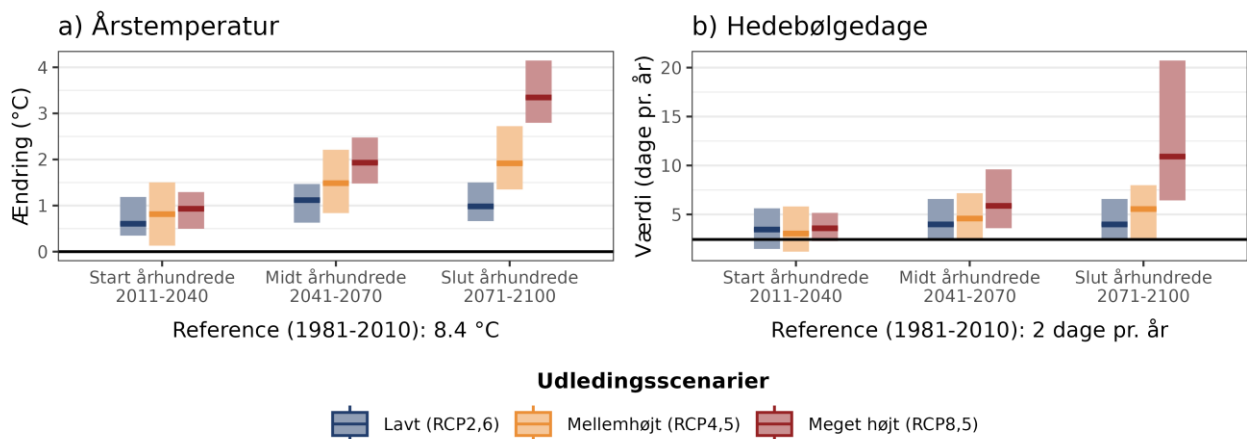 a) Årstemperatur
Ændring (°C)
4
3
2
1
0
Start århundrede
2011-2040
Midt århundrede
2041-2070
Slut århundrede
2071-2100
Reference (1981-2010): 8.4 °C
b) Hedebølgedage
Værdi (dage pr. år)
20
15
10
5
Start århundrede
2011-2040
Midt århundrede
2041-2070
Slut århundrede
2071-2100
Reference (1981-2010): 2 dage pr. år
Udledingsscenarier
Lavt (RCP2,6)
Mellemhøjt (RCP4,5)
Meget højt (RCP8,5)